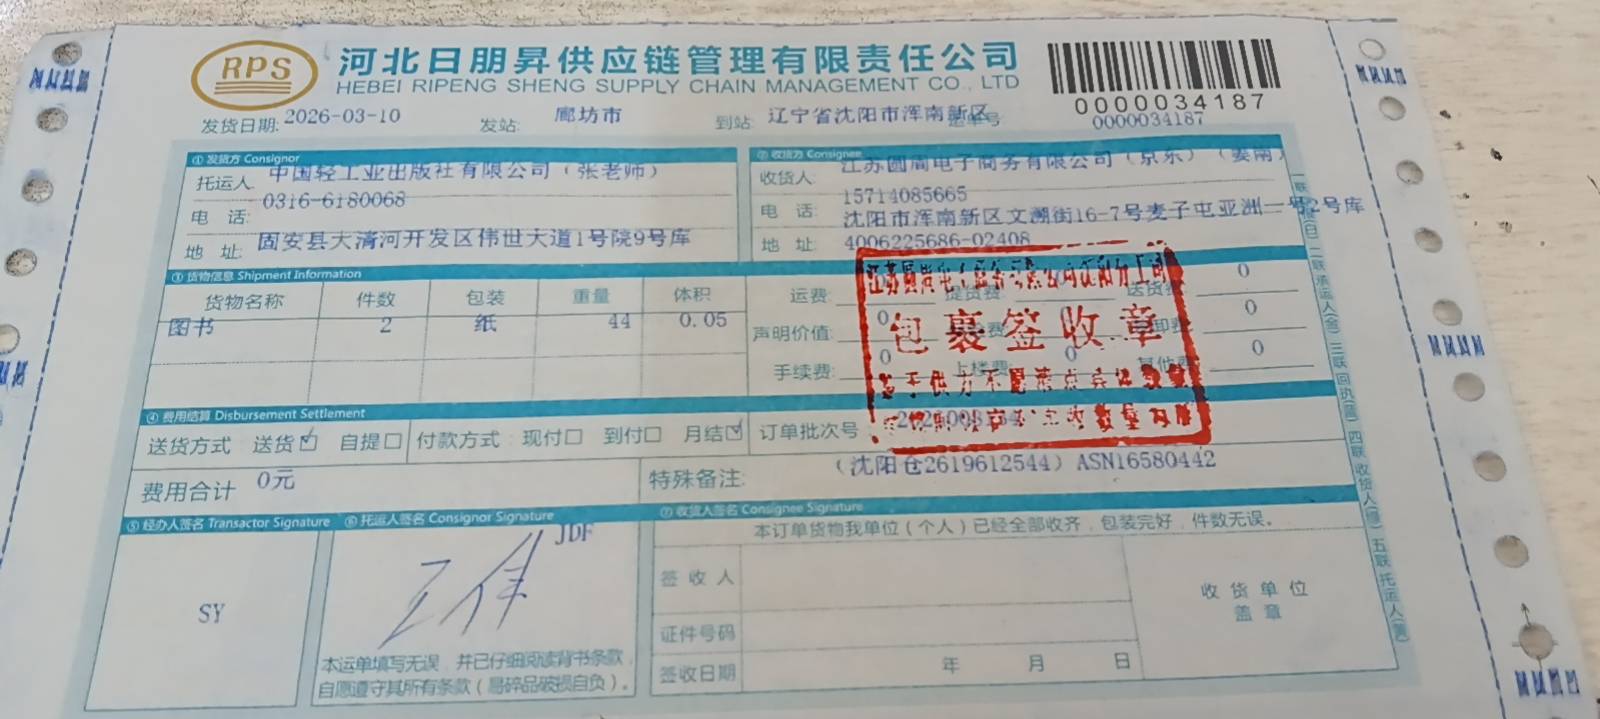 RPS
河北日朋昇供应链管理有限责任公司
HEBEI RIPENG SHENG SUPPLY CHAIN MANAGEMENT CO., LTD
0000034187
发货日期: 2026-03-10 发站: 廊坊市 到站: 辽宁省沈阳市浑南新区 0000034187
① 发货方 Consignor
托运人 中国轻工业出版社有限公司（张老师）
电 话: 0316-6180068
地 址: 固安县大清河开发区伟世大道1号院9号库
② 收货方 Consignee
收货人: 江苏圆周电子商务有限公司（京东）（姜南）
电 话: 15714085665
沈阳市浑南新区文溯街16-7号麦子屯亚洲一号2号库
地 址: 4006225686-02408
③ 货物信息 Shipment Information
货物名称 件数 包装 重量 体积
图书 2 纸 44 0.05
运费: 提货费: 送货费: 0
声明价值: 0 0
手续费: 0 上楼费: 0 其他费: 0
包裹签收章
④ 费用结算 Disbursement Settlement
送货方式 送货☑ 自提☐ 付款方式: 现付☐ 到付☐ 月结☑ 订单批次号
费用合计 0元
特殊备注: （沈阳仓2619612544）ASN16580442
⑤ 经办人签名 Transactor Signature
SY
⑥ 托运人签名 Consignor Signature
JDF
王伟
本运单填写无误，并已仔细阅读背书条款，
自愿遵守其所有条款（易碎品破损自负）。
⑦ 收货人签名 Consignee Signature
本订单货物我单位（个人）已经全部收齐，包装完好，件数无误。
签 收 人
证件号码
签收日期 年 月 日
收 货 单 位
盖 章